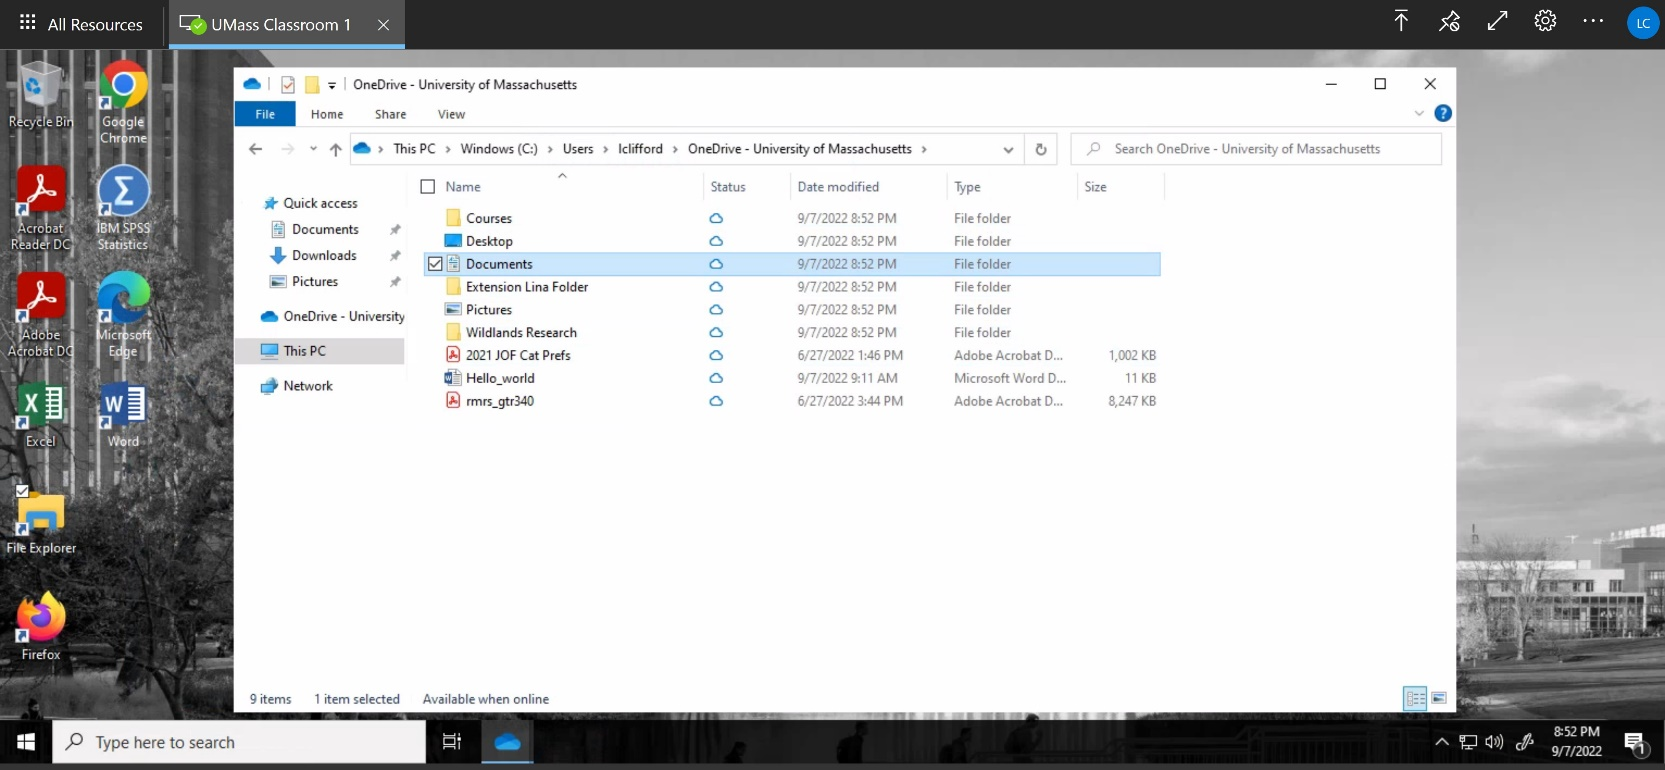 All Resources
UMass Classroom 1
LC
Recycle Bin
Google Chrome
Acrobat Reader DC
IBM SPSS Statistics
Adobe Acrobat DC
Microsoft Edge
Excel
Word
File Explorer
Firefox
OneDrive - University of Massachusetts
File Home Share View
This PC > Windows (C:) > Users > lclifford > OneDrive - University of Massachusetts >
Search OneDrive - University of Massachusetts
Quick access
Documents
Downloads
Pictures
OneDrive - University
This PC
Network
Name Status Date modified Type Size
Courses 9/7/2022 8:52 PM File folder
Desktop 9/7/2022 8:52 PM File folder
Documents 9/7/2022 8:52 PM File folder
Extension Lina Folder 9/7/2022 8:52 PM File folder
Pictures 9/7/2022 8:52 PM File folder
Wildlands Research 9/7/2022 8:52 PM File folder
2021 JOF Cat Prefs 6/27/2022 1:46 PM Adobe Acrobat D... 1,002 KB
Hello_world 9/7/2022 9:11 AM Microsoft Word D... 11 KB
rmrs_gtr340 6/27/2022 3:44 PM Adobe Acrobat D... 8,247 KB
9 items 1 item selected Available when online
Type here to search
8:52 PM
9/7/2022
1